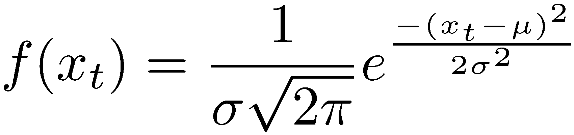 f(x_t) = \frac{1}{\sigma\sqrt{2\pi}} e^{\frac{-(x_t-\mu)^2}{2\sigma^2}}